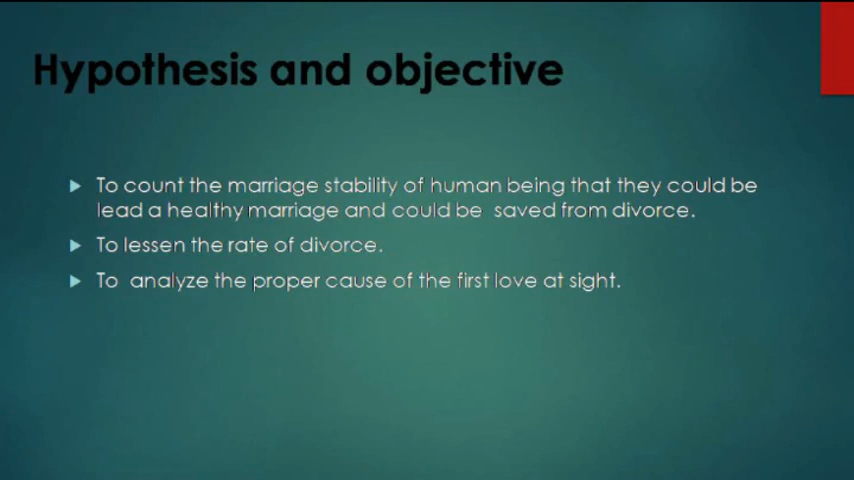 Hypothesis and objective
To count the marriage stability of human being that they could be
lead a healthy marriage and could be saved from divorce.
To lessen the rate of divorce.
To analyze the proper cause of the first love at sight.